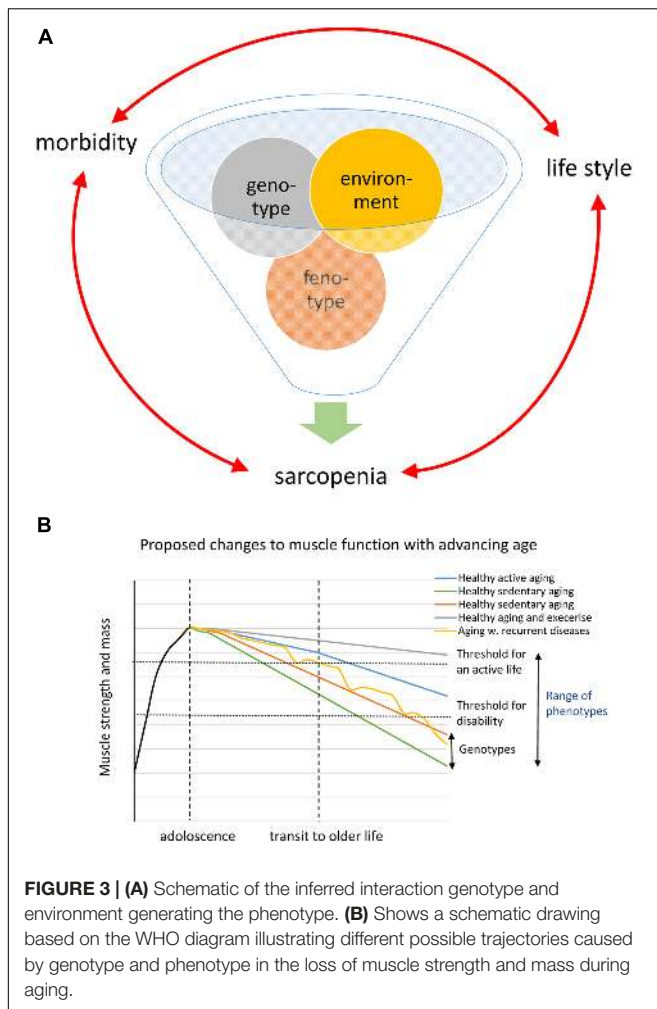 A
morbidity
life style
geno-
type
environ-
ment
feno-
type
sarcopenia
B
Proposed changes to muscle function with advancing age
Healthy active aging
Healthy sedentary aging
Healthy sedentary aging
Healthy aging and execerise
Aging w. recurrent diseases
Muscle strength and mass
Threshold for
an active life
Threshold for
disability
Range of
phenotypes
Genotypes
adoloscence
transit to older life
FIGURE 3 | (A) Schematic of the inferred interaction genotype and
environment generating the phenotype. (B) Shows a schematic drawing
based on the WHO diagram illustrating different possible trajectories caused
by genotype and phenotype in the loss of muscle strength and mass during
aging.